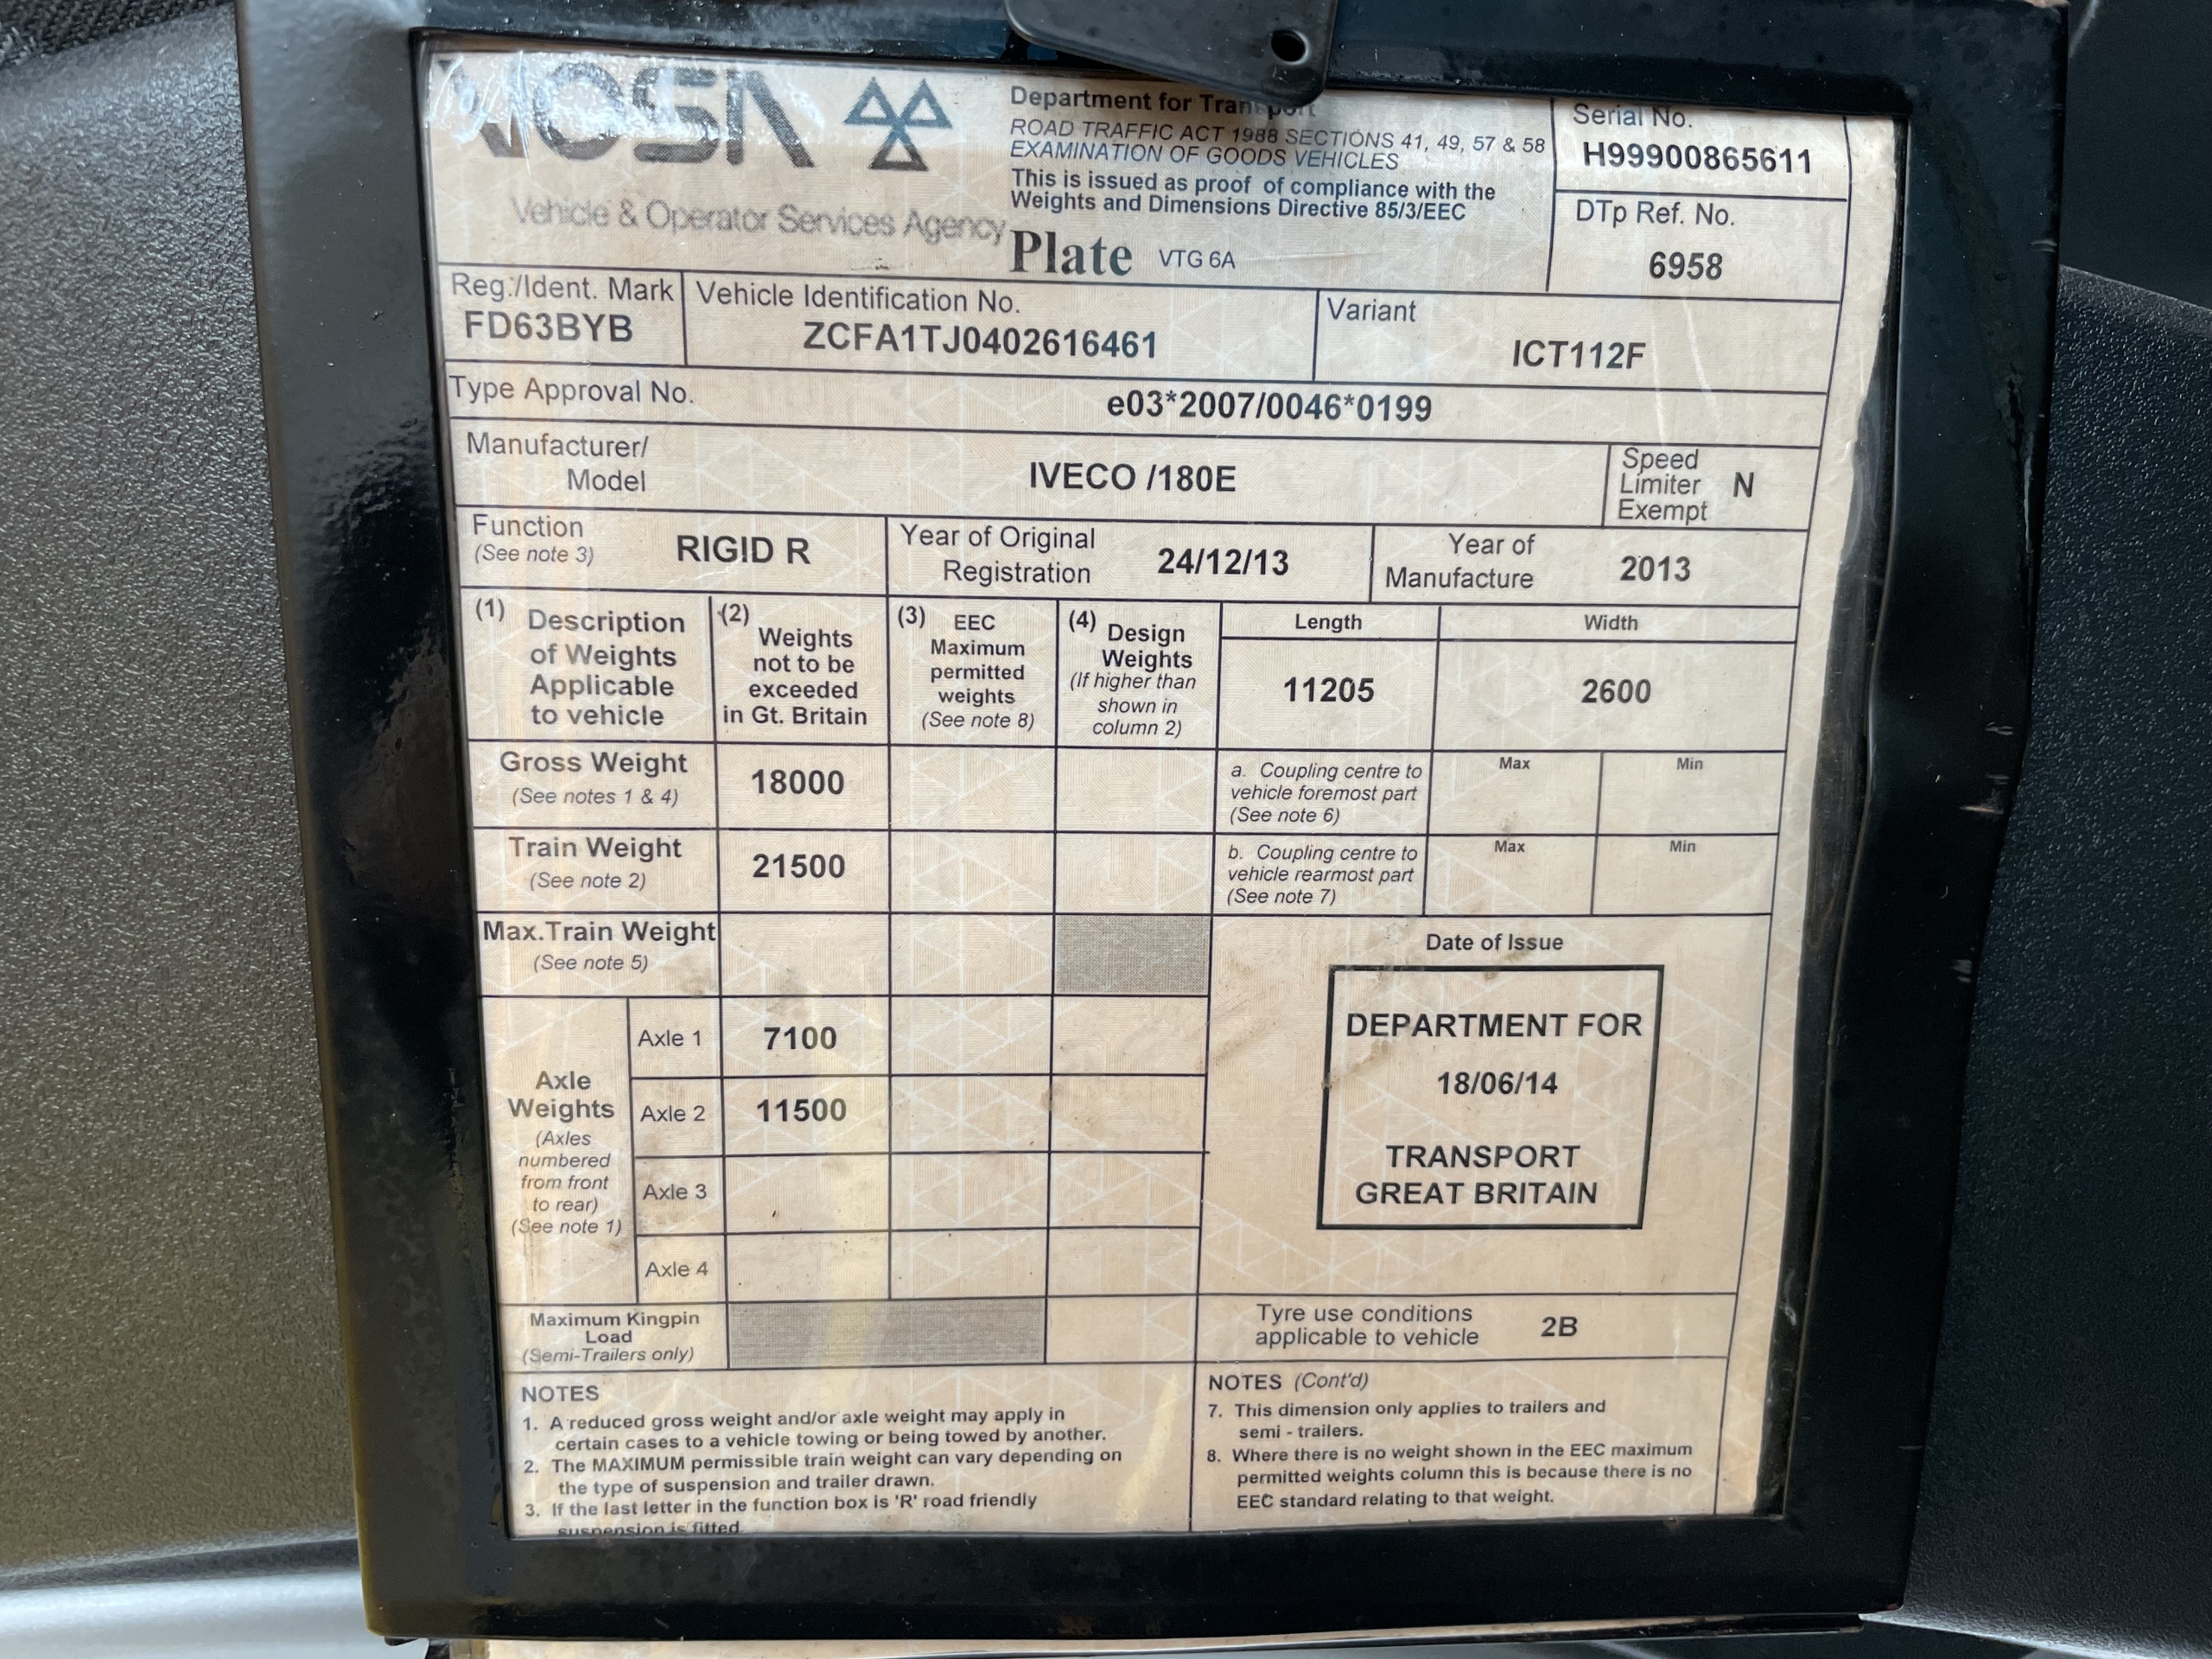 VOSA
Department for Transport
ROAD TRAFFIC ACT 1988 SECTIONS 41, 49, 57 & 58
EXAMINATION OF GOODS VEHICLES
This is issued as proof of compliance with the
Weights and Dimensions Directive 85/3/EEC
Vehicle & Operator Services Agency
Plate VTG 6A
Serial No.
H99900865611
DTp Ref. No.
6958
Reg./Ident. Mark
FD63BYB
Vehicle Identification No.
ZCFA1TJ0402616461
Variant
ICT112F
Type Approval No.
e03*2007/0046*0199
Manufacturer/
Model
IVECO /180E
Speed
Limiter
Exempt
N
Function
(See note 3)
RIGID R
Year of Original
Registration
24/12/13
Year of
Manufacture
2013
(1) Description
of Weights
Applicable
to vehicle
(2) Weights
not to be
exceeded
in Gt. Britain
(3) EEC
Maximum
permitted
weights
(See note 8)
(4) Design
Weights
(If higher than
shown in
column 2)
Length
11205
Width
2600
Gross Weight
(See notes 1 & 4)
18000
a. Coupling centre to
vehicle foremost part
(See note 6)
Max
Min
Train Weight
(See note 2)
21500
b. Coupling centre to
vehicle rearmost part
(See note 7)
Max
Min
Max.Train Weight
(See note 5)
Date of Issue
DEPARTMENT FOR
18/06/14
TRANSPORT
GREAT BRITAIN
Axle
Weights
(Axles
numbered
from front
to rear)
(See note 1)
Axle 1
7100
Axle 2
11500
Axle 3
Axle 4
Maximum Kingpin
Load
(Semi-Trailers only)
Tyre use conditions
applicable to vehicle
2B
NOTES
1. A reduced gross weight and/or axle weight may apply in
certain cases to a vehicle towing or being towed by another.
2. The MAXIMUM permissible train weight can vary depending on
the type of suspension and trailer drawn.
3. If the last letter in the function box is 'R' road friendly
suspension is fitted.
NOTES (Cont'd)
7. This dimension only applies to trailers and
semi - trailers.
8. Where there is no weight shown in the EEC maximum
permitted weights column this is because there is no
EEC standard relating to that weight.